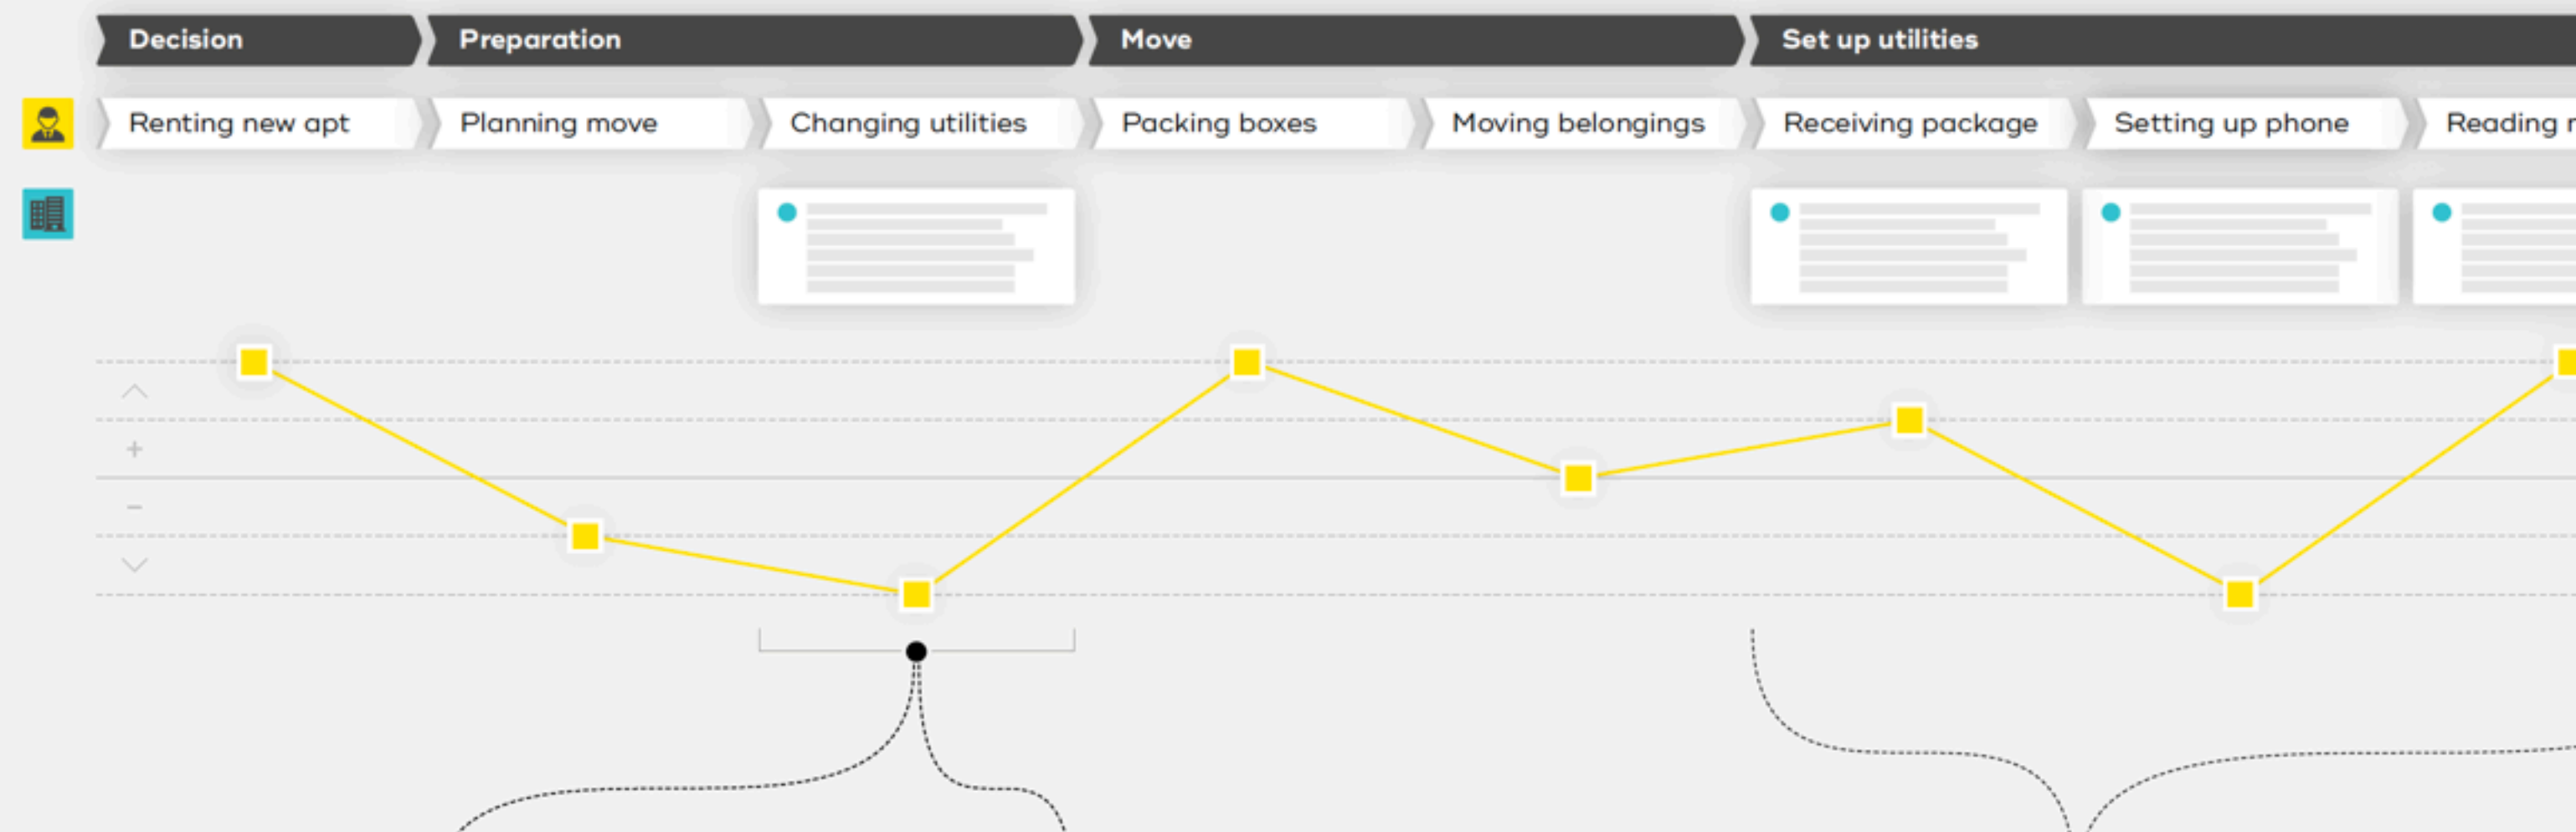 Decision
Preparation
Move
Set up utilities
Renting new apt
Planning move
Changing utilities
Packing boxes
Moving belongings
Receiving package
Setting up phone
Reading
+
−